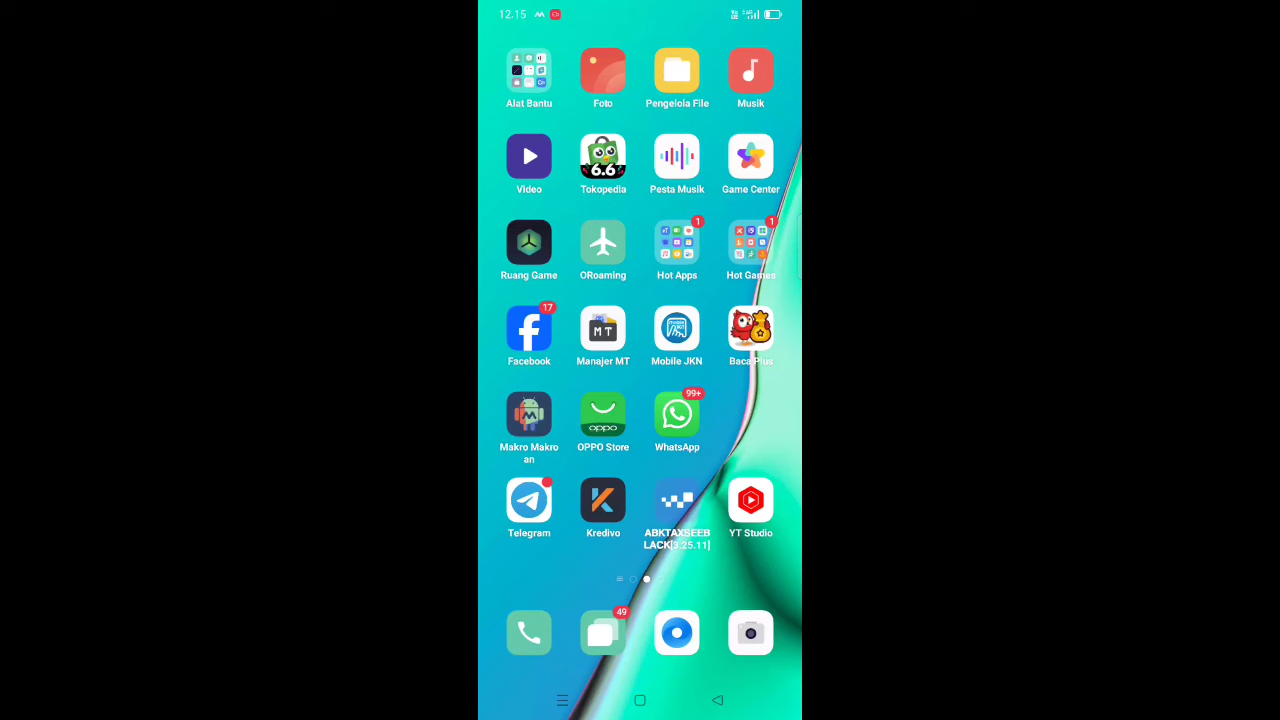 12.15
Alat Bantu
Foto
Pengelola File
Musik
6.6
Video
Tokopedia
Pesta Musik
Game Center
1
1
Ruang Game
ORoaming
Hot Apps
Hot Games
17
MT
Facebook
Manajer MT
Mobile JKN
Baca Plus
99+
OPPO
Makro Makro
an
OPPO Store
WhatsApp
Telegram
Kredivo
ABKTAXSEEB
LACK[3.25.11]
YT Studio
49